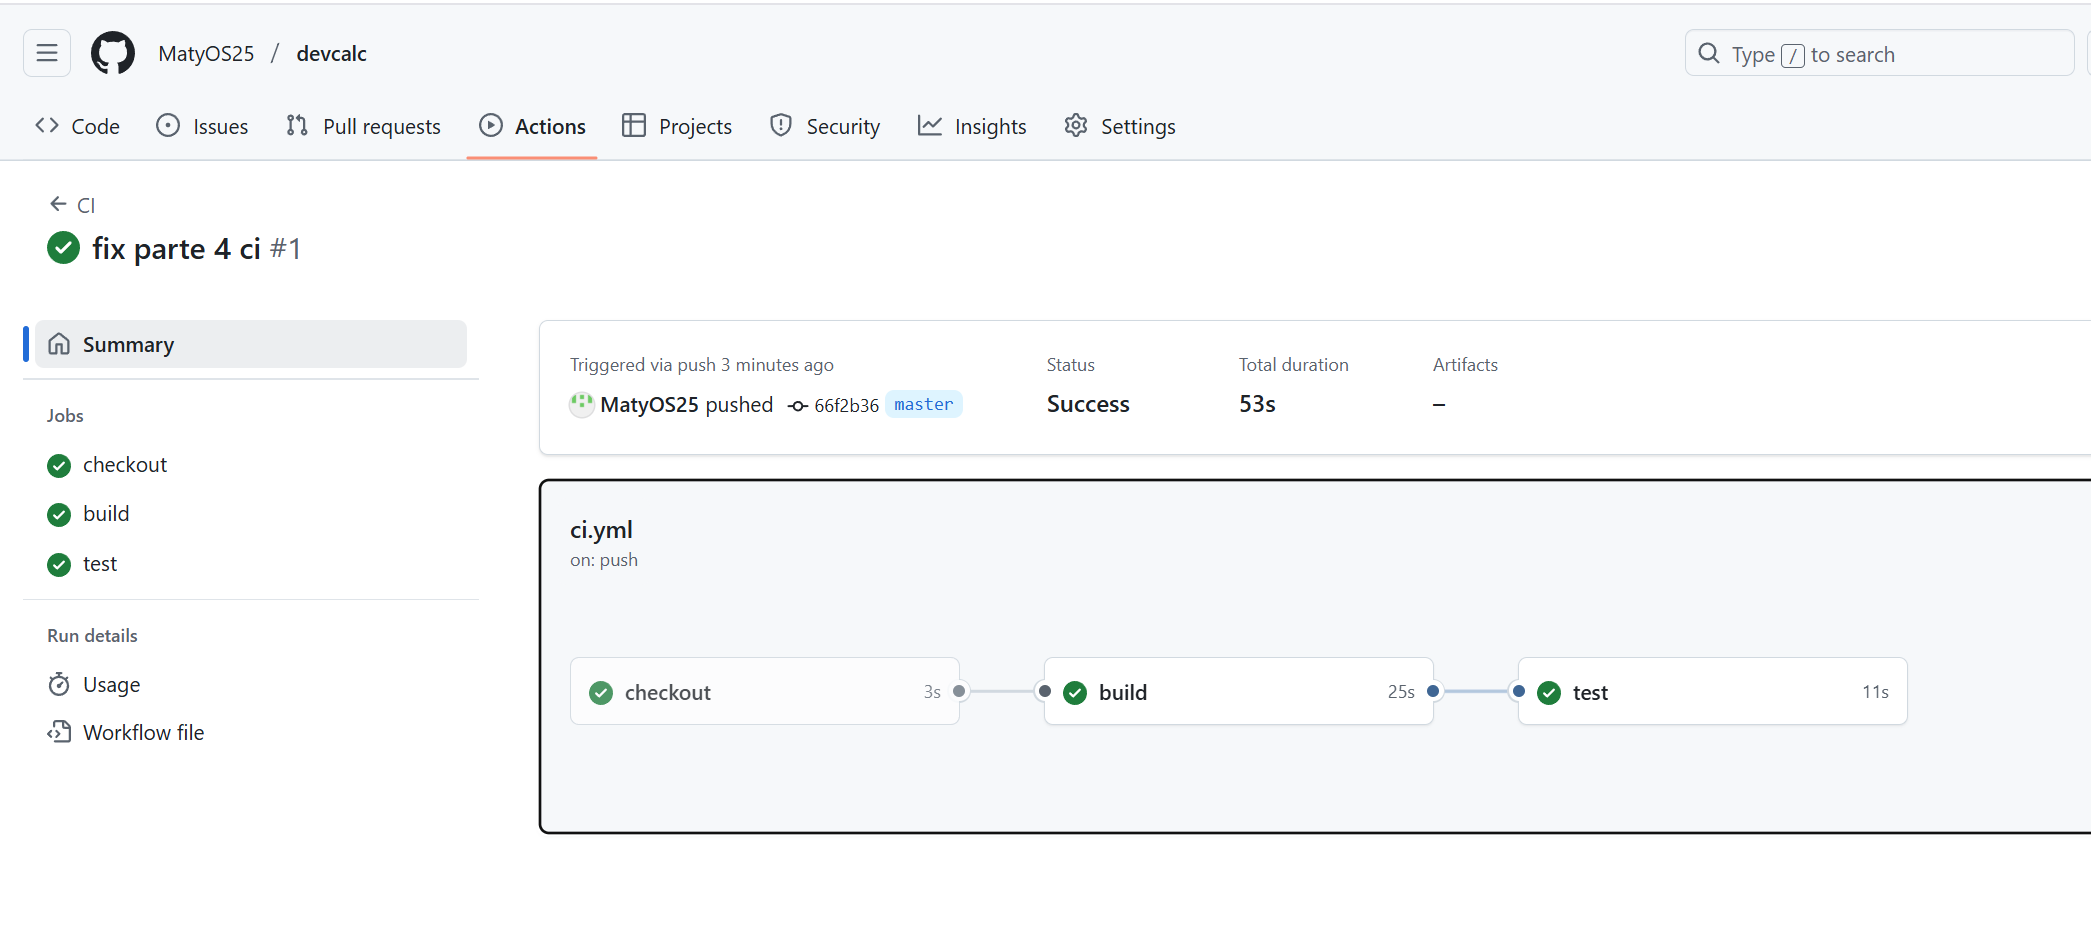 MatyOS25 / devcalc
Type / to search
Code Issues Pull requests Actions Projects Security Insights Settings
CI
fix parte 4 ci #1
Summary
Jobs
checkout
build
test
Run details
Usage
Workflow file
Triggered via push 3 minutes ago
MatyOS25 pushed 66f2b36 master
Status
Success
Total duration
53s
Artifacts
–
ci.yml
on: push
checkout 3s
build 25s
test 11s